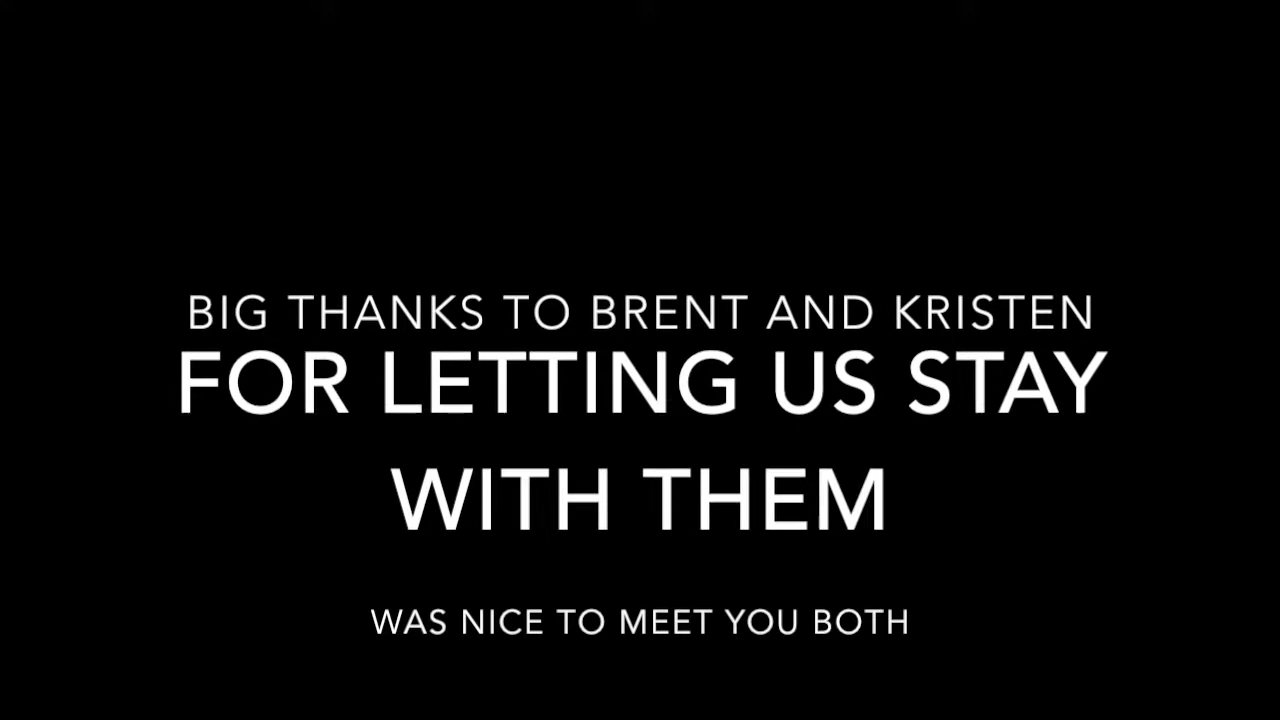 BIG THANKS TO BRENT AND KRISTEN
FOR LETTING US STAY
WITH THEM
WAS NICE TO MEET YOU BOTH